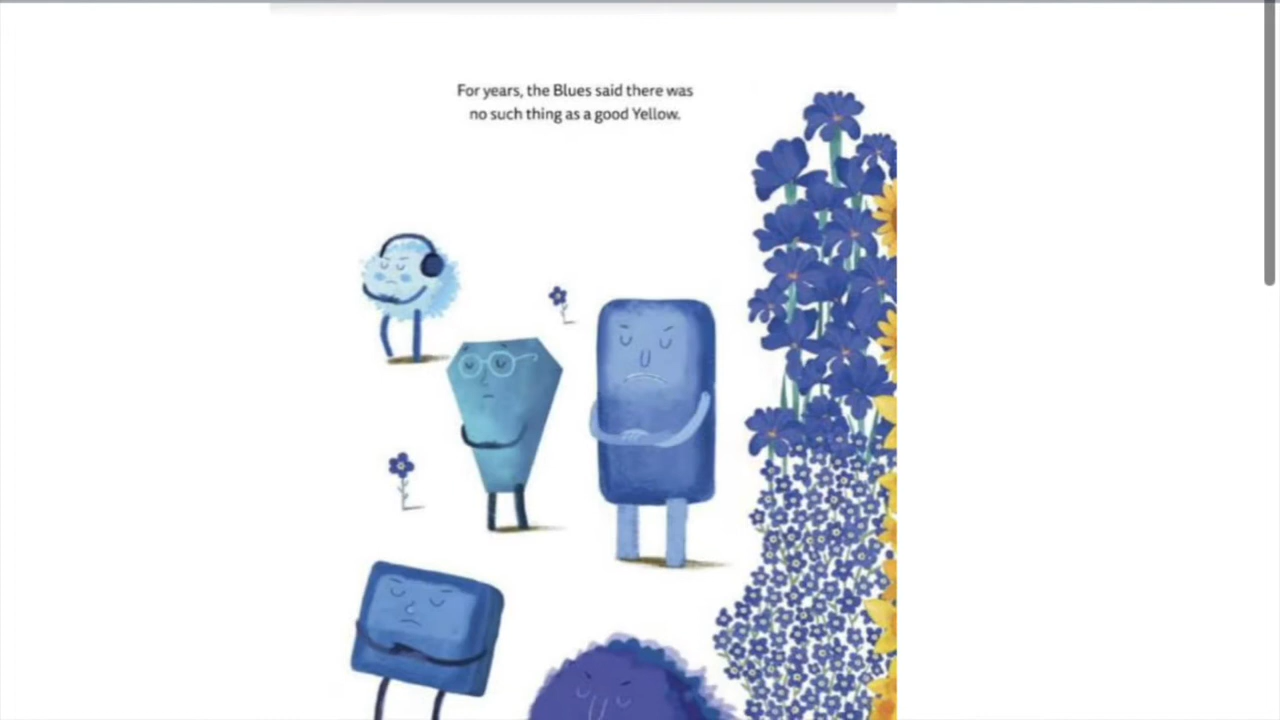 For years, the Blues said there was
no such thing as a good Yellow.